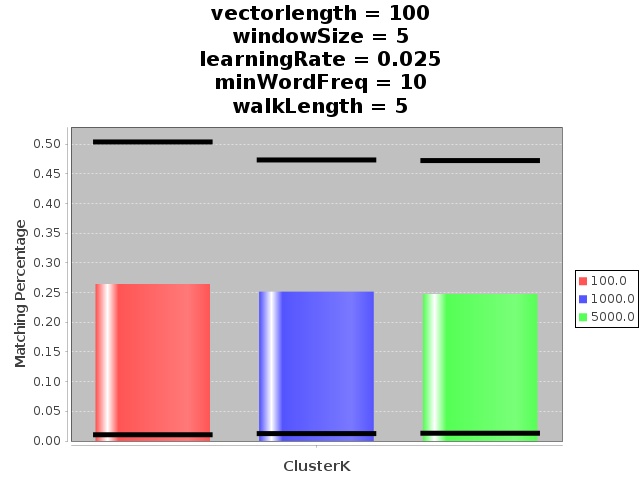 vectorlength = 100
windowSize = 5
learningRate = 0.025
minWordFreq = 10
walkLength = 5
Matching Percentage
0.50
0.45
0.40
0.35
0.30
0.25
0.20
0.15
0.10
0.05
0.00
ClusterK
100.0
1000.0
5000.0